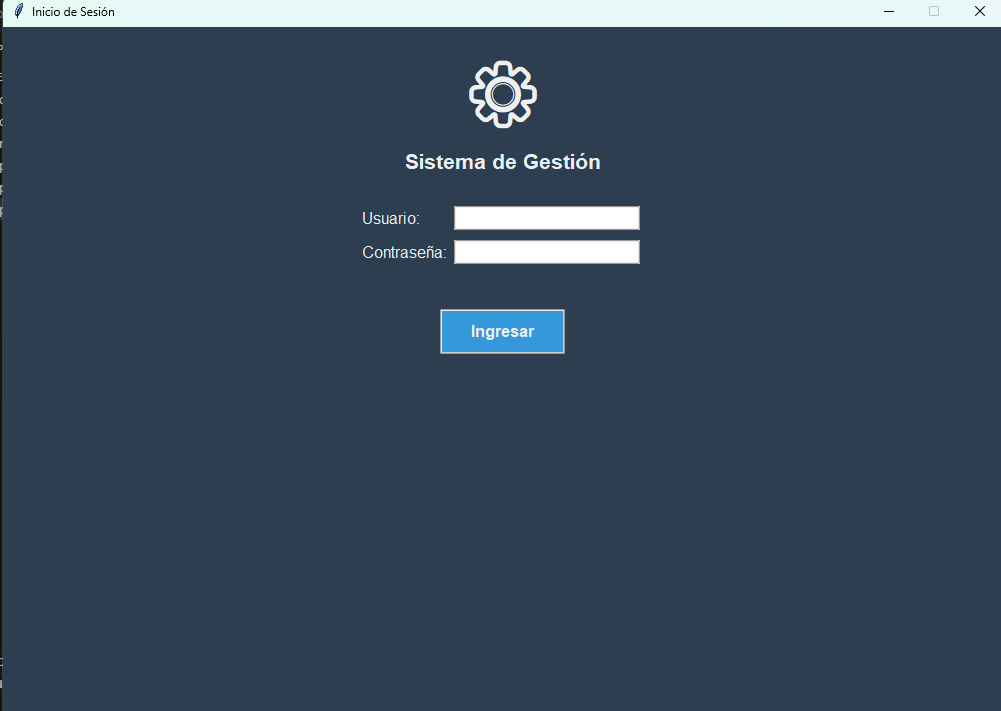 Inicio de Sesión
Sistema de Gestión
Usuario:
Contraseña:
Ingresar